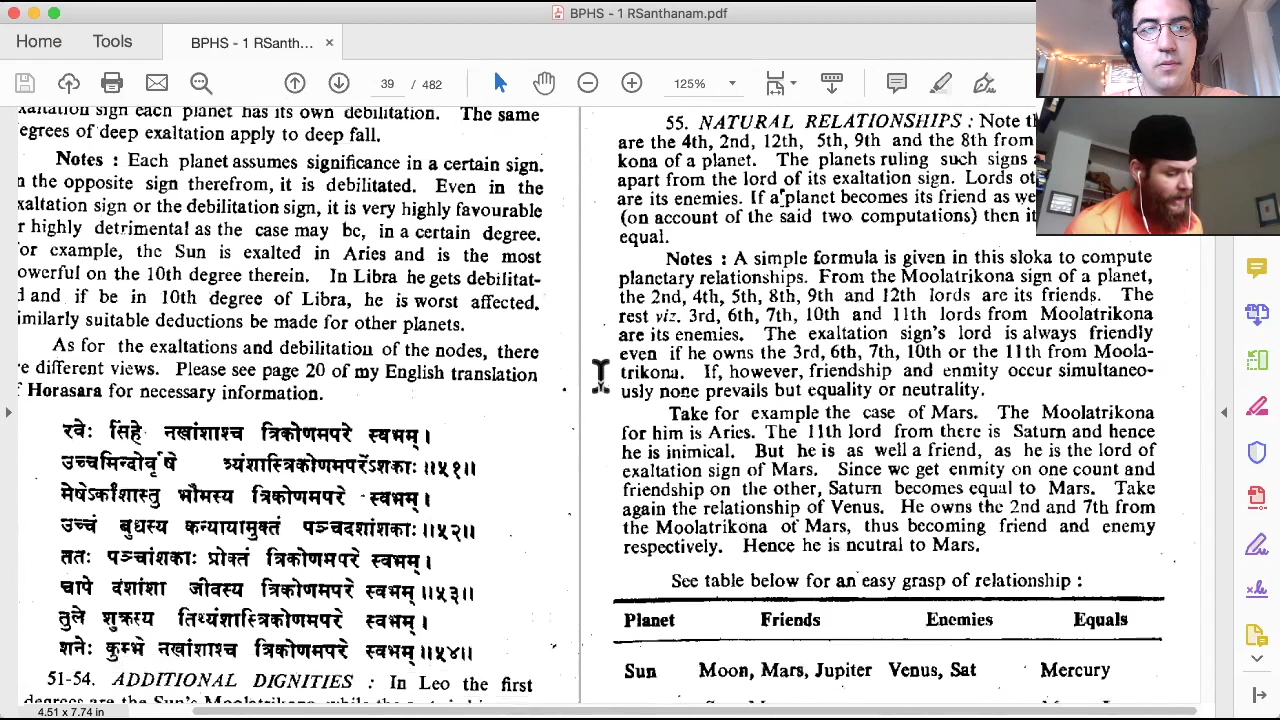 BPHS - 1 RSanthanam.pdf
Home Tools BPHS - 1 RSanth... ×
39 / 482 125%
xaltation sign each planet has its own debilitation. The same
egrees of deep exaltation apply to deep fall.
Notes : Each planet assumes significance in a certain sign.
n the opposite sign therefrom, it is debilitated. Even in the
xaltation sign or the debilitation sign, it is very highly favourable
r highly detrimental as the case may be, in a certain degree.
or example, the Sun is exalted in Aries and is the most
owerful on the 10th degree therein. In Libra he gets debilitat-
d and if be in 10th degree of Libra, he is worst affected.
imilarly suitable deductions be made for other planets.
As for the exaltations and debilitation of the nodes, there
e different views. Please see page 20 of my English translation
f Horasara for necessary information.
रवेः सिंहे नखांशाश्च त्रिकोणमपरे स्वभम्।
उच्चमिन्दोर्वृषे त्र्यंशास्त्रिकोणमपरेंऽशकाः॥५१॥
मेषेऽर्कांशास्तु भौमस्य त्रिकोणमपरे स्वभम्।
उच्चं बुधस्य कन्यायामुक्तं पञ्चदशांशकाः॥५२॥
ततः पञ्चांशकाः प्रोक्तं त्रिकोणमपरे स्वभम्।
चापे दशांशा जीवस्य त्रिकोणमपरे स्वभम्॥५३॥
तुले शुक्रस्य तिथ्यंशास्त्रिकोणमपरे स्वभम्।
शनेः कुम्भे नखांशाश्च त्रिकोणमपरे स्वभम्॥५४॥
51-54. ADDITIONAL DIGNITIES : In Leo the first
degrees are the Sun's Moolatrikona, while the
55. NATURAL RELATIONSHIPS : Note th
are the 4th, 2nd, 12th, 5th, 9th and the 8th from
kona of a planet. The planets ruling such signs
apart from the lord of its exaltation sign. Lords ot
are its enemies. If a planet becomes its friend as we
(on account of the said two computations) then it
equal.
Notes : A simple formula is given in this sloka to compute
planetary relationships. From the Moolatrikona sign of a planet,
the 2nd, 4th, 5th, 8th, 9th and 12th lords are its friends. The
rest viz. 3rd, 6th, 7th, 10th and 11th lords from Moolatrikona
are its enemies. The exaltation sign's lord is always friendly
even if he owns the 3rd, 6th, 7th, 10th or the 11th from Moola-
trikona. If, however, friendship and enmity occur simultaneo-
usly none prevails but equality or neutrality.
Take for example the case of Mars. The Moolatrikona
for him is Aries. The 11th lord from there is Saturn and hence
he is inimical. But he is as well a friend, as he is the lord of
exaltation sign of Mars. Since we get enmity on one count and
friendship on the other, Saturn becomes equal to Mars. Take
again the relationship of Venus. He owns the 2nd and 7th from
the Moolatrikona of Mars, thus becoming friend and enemy
respectively. Hence he is neutral to Mars.
See table below for an easy grasp of relationship :
Planet Friends Enemies Equals
Sun Moon, Mars, Jupiter Venus, Sat Mercury
4.51 x 7.74 in